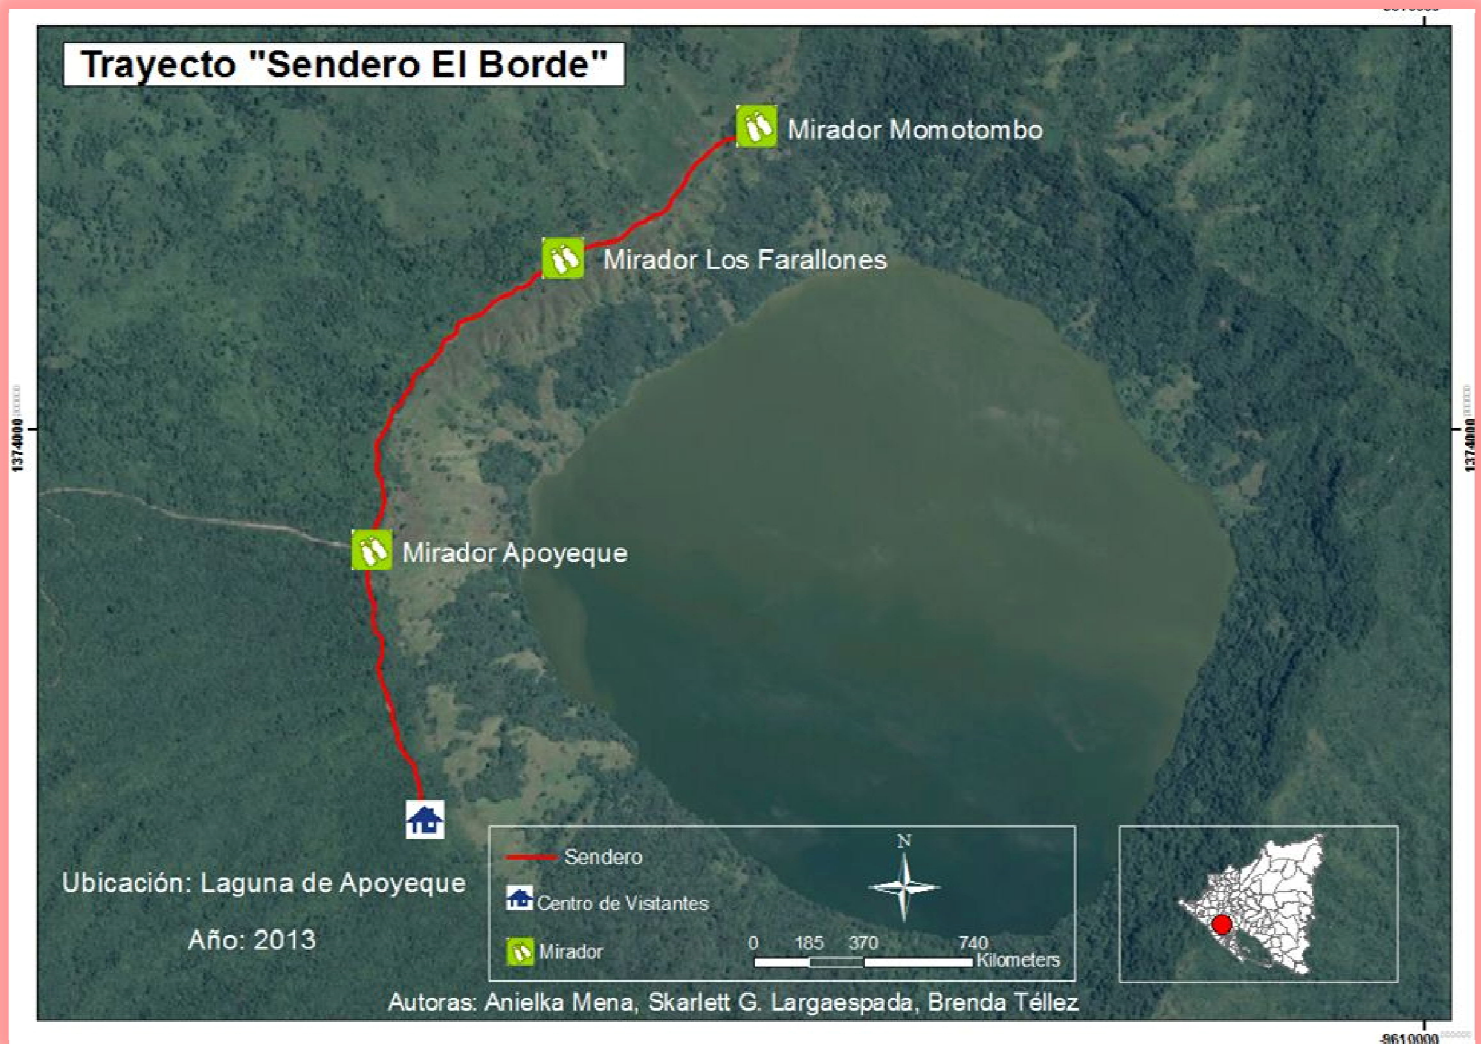 Trayecto "Sendero El Borde"
Mirador Momotombo
Mirador Los Farallones
1374000
1374000
Mirador Apoyeque
Ubicación: Laguna de Apoyeque
Año: 2013
Sendero
Centro de Visitantes
Mirador
N
0 185 370 740
Kilometers
Autoras: Anielka Mena, Skarlett G. Largaespada, Brenda Téllez
-9610000